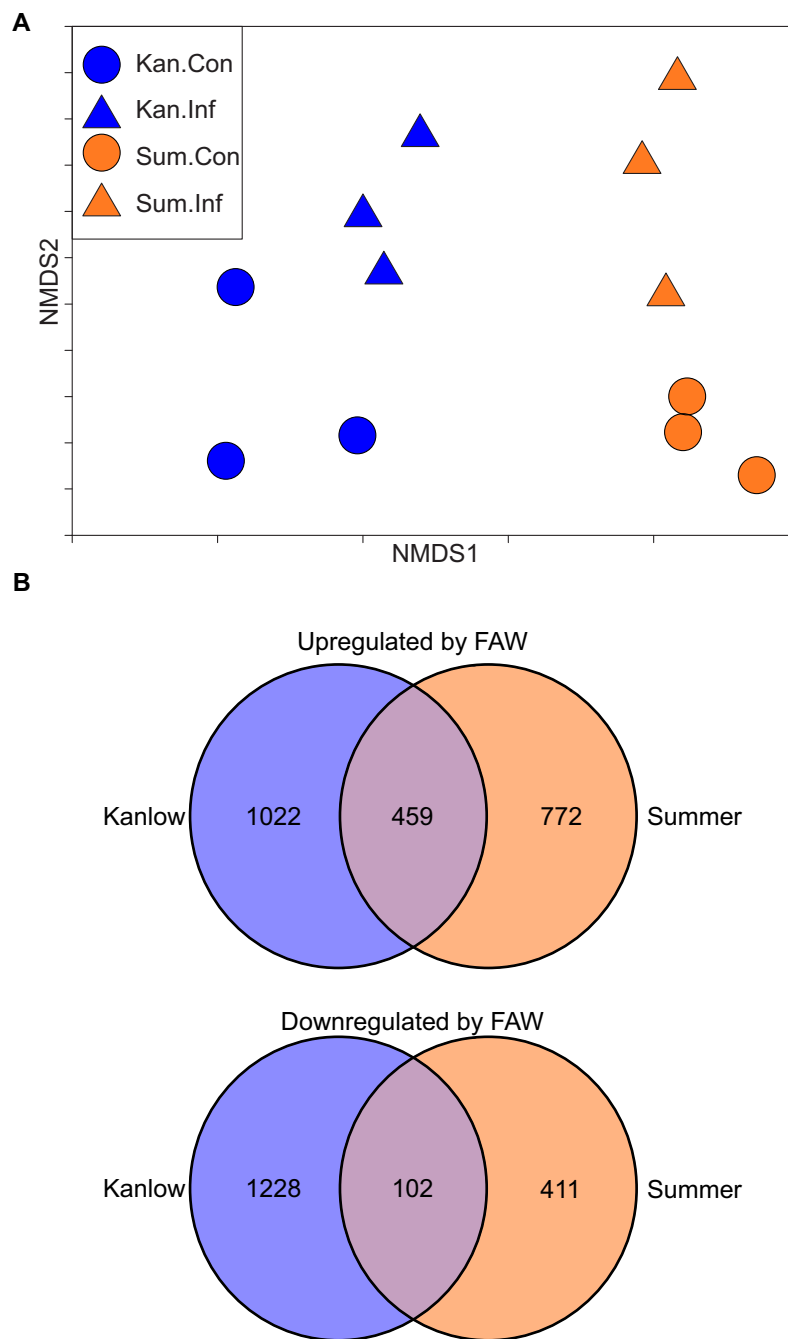 A
Kan.Con
Kan.Inf
Sum.Con
Sum.Inf
NMDS2
NMDS1
B
Upregulated by FAW
Kanlow 1022 459 772 Summer
Downregulated by FAW
Kanlow 1228 102 411 Summer